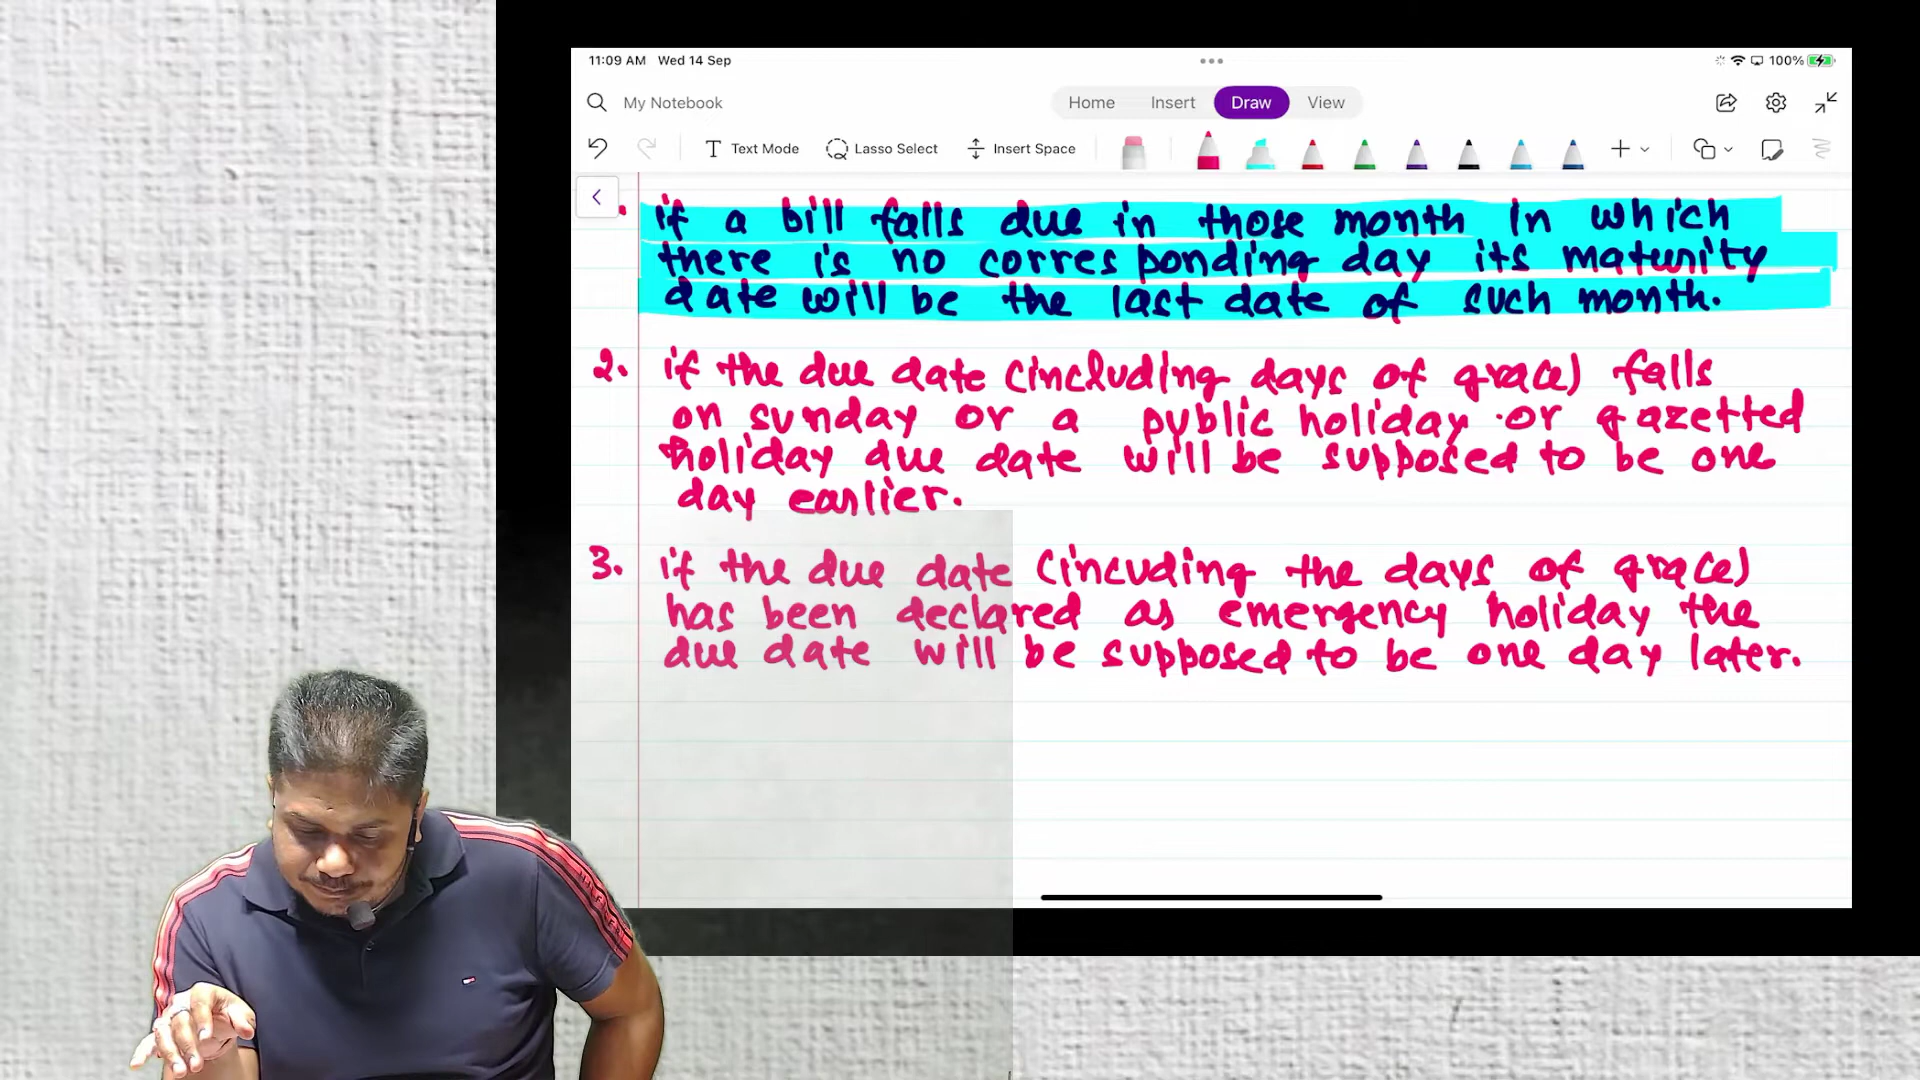 11:09 AM Wed 14 Sep
100%
My Notebook
Home Insert Draw View
Text Mode Lasso Select Insert Space
if a bill falls due in those month in which
there is no corresponding day its maturity
date will be the last date of such month.
2. if the due date (including days of grace) falls
on sunday or a public holiday or gazetted
holiday due date will be supposed to be one
day earlier.
3. if the due date (incuding the days of grace)
has been declared as emergency holiday the
due date will be supposed to be one day later.